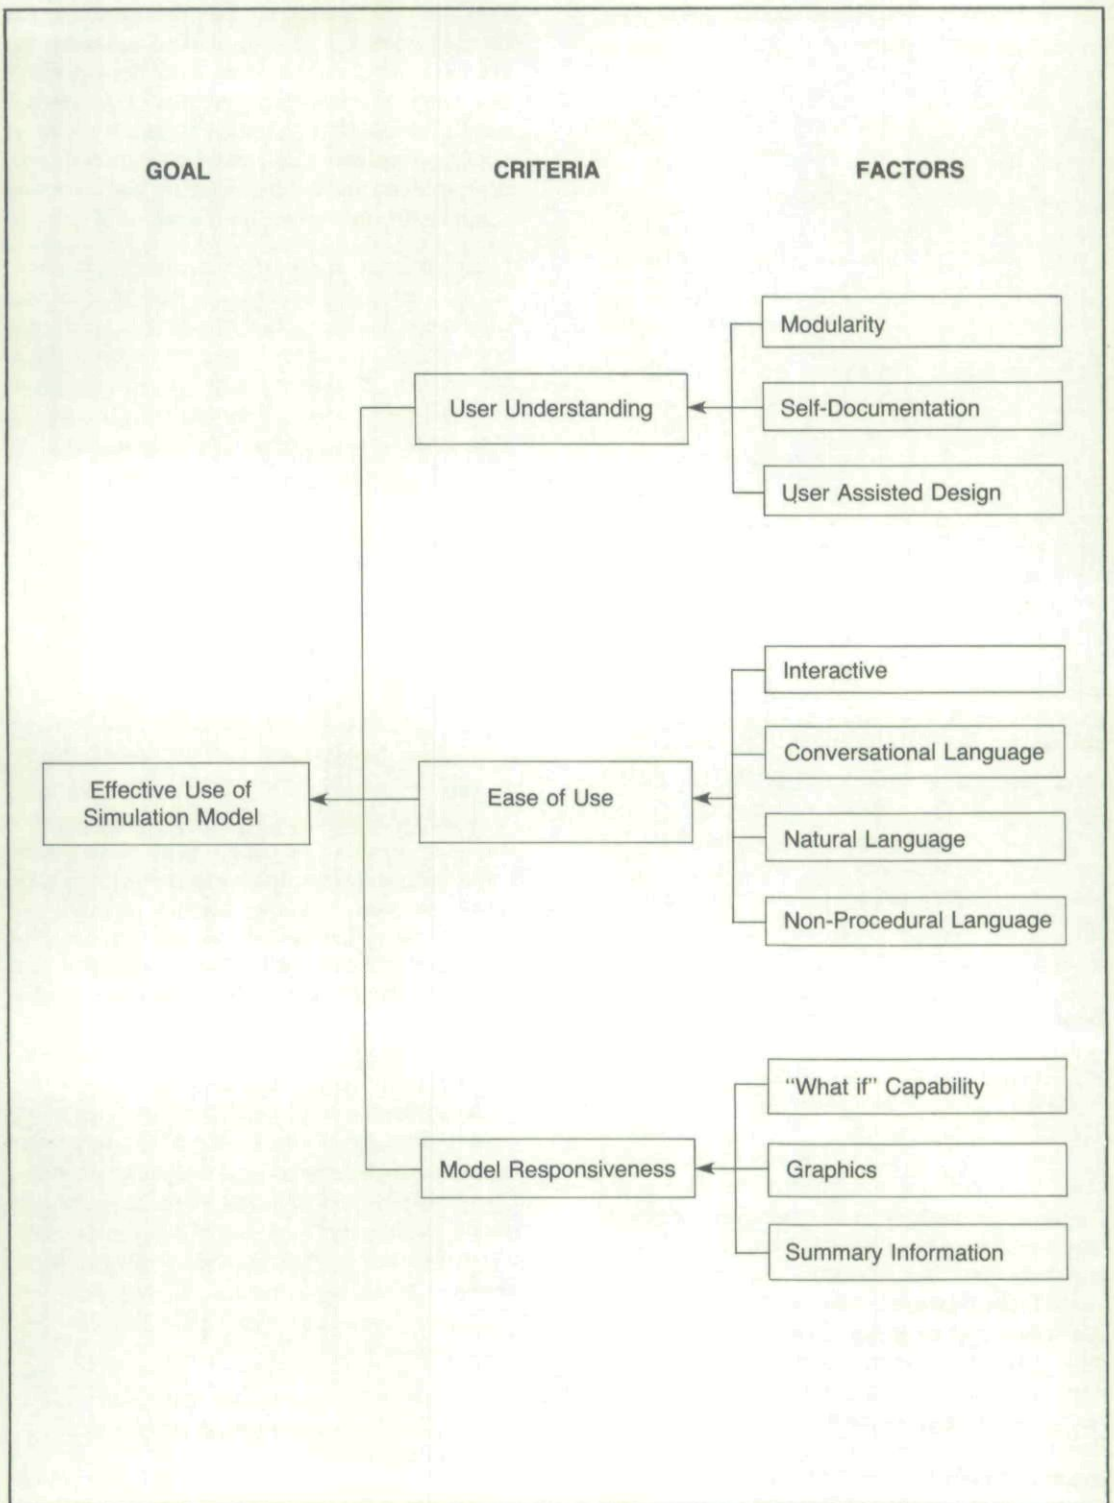 GOAL CRITERIA FACTORS
Modularity
User Understanding
Self-Documentation
User Assisted Design
Interactive
Conversational Language
Effective Use of
Simulation Model
Ease of Use
Natural Language
Non-Procedural Language
"What if" Capability
Model Responsiveness
Graphics
Summary Information